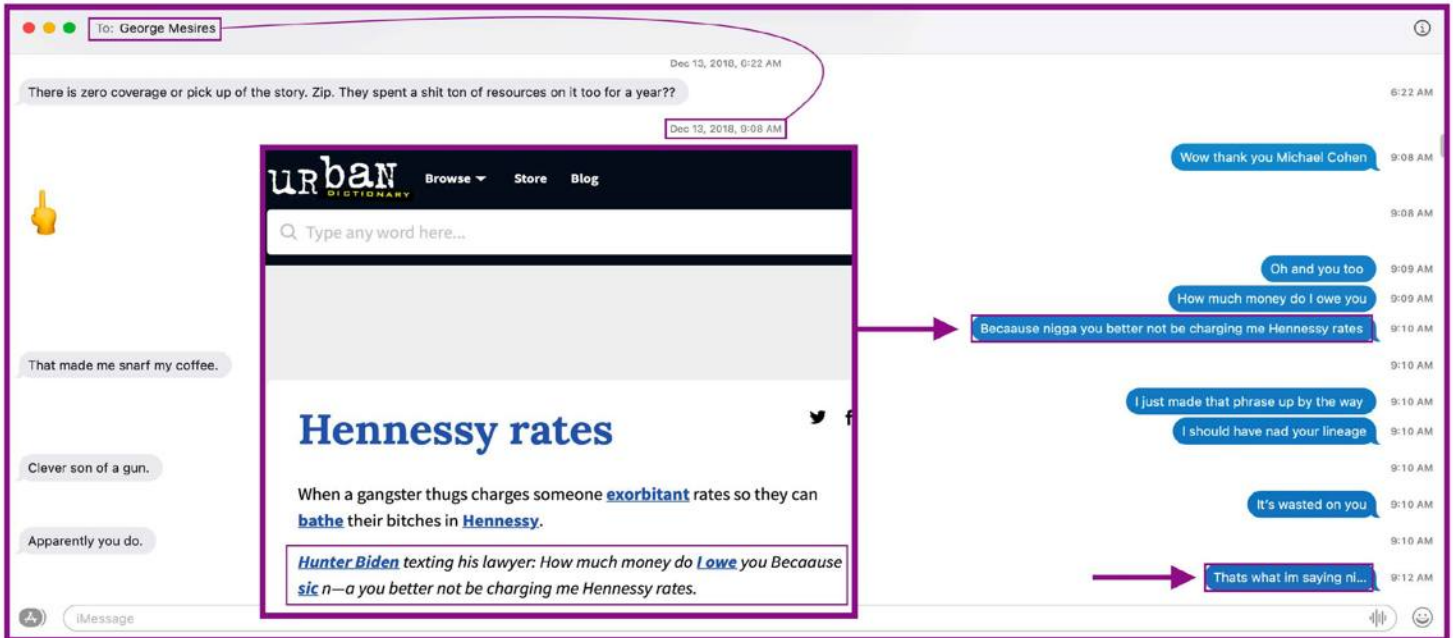 To: George Mesires
Dec 13, 2018, 6:22 AM
There is zero coverage or pick up of the story. Zip. They spent a shit ton of resources on it too for a year??
6:22 AM
Dec 13, 2018, 9:08 AM
Wow thank you Michael Cohen
9:08 AM
9:08 AM
Oh and you too
9:09 AM
How much money do I owe you
9:09 AM
Becaause nigga you better not be charging me Hennessy rates
9:10 AM
That made me snarf my coffee.
9:10 AM
I just made that phrase up by the way
9:10 AM
I should have nad your lineage
9:10 AM
Clever son of a gun.
9:10 AM
It's wasted on you
9:10 AM
Apparently you do.
9:10 AM
Thats what im saying ni...
9:12 AM
iMessage
urban DICTIONARY
Browse Store Blog
Type any word here...
Hennessy rates
When a gangster thugs charges someone exorbitant rates so they can
bathe their bitches in Hennessy.
Hunter Biden texting his lawyer: How much money do I owe you Becaause
sic n—a you better not be charging me Hennessy rates.